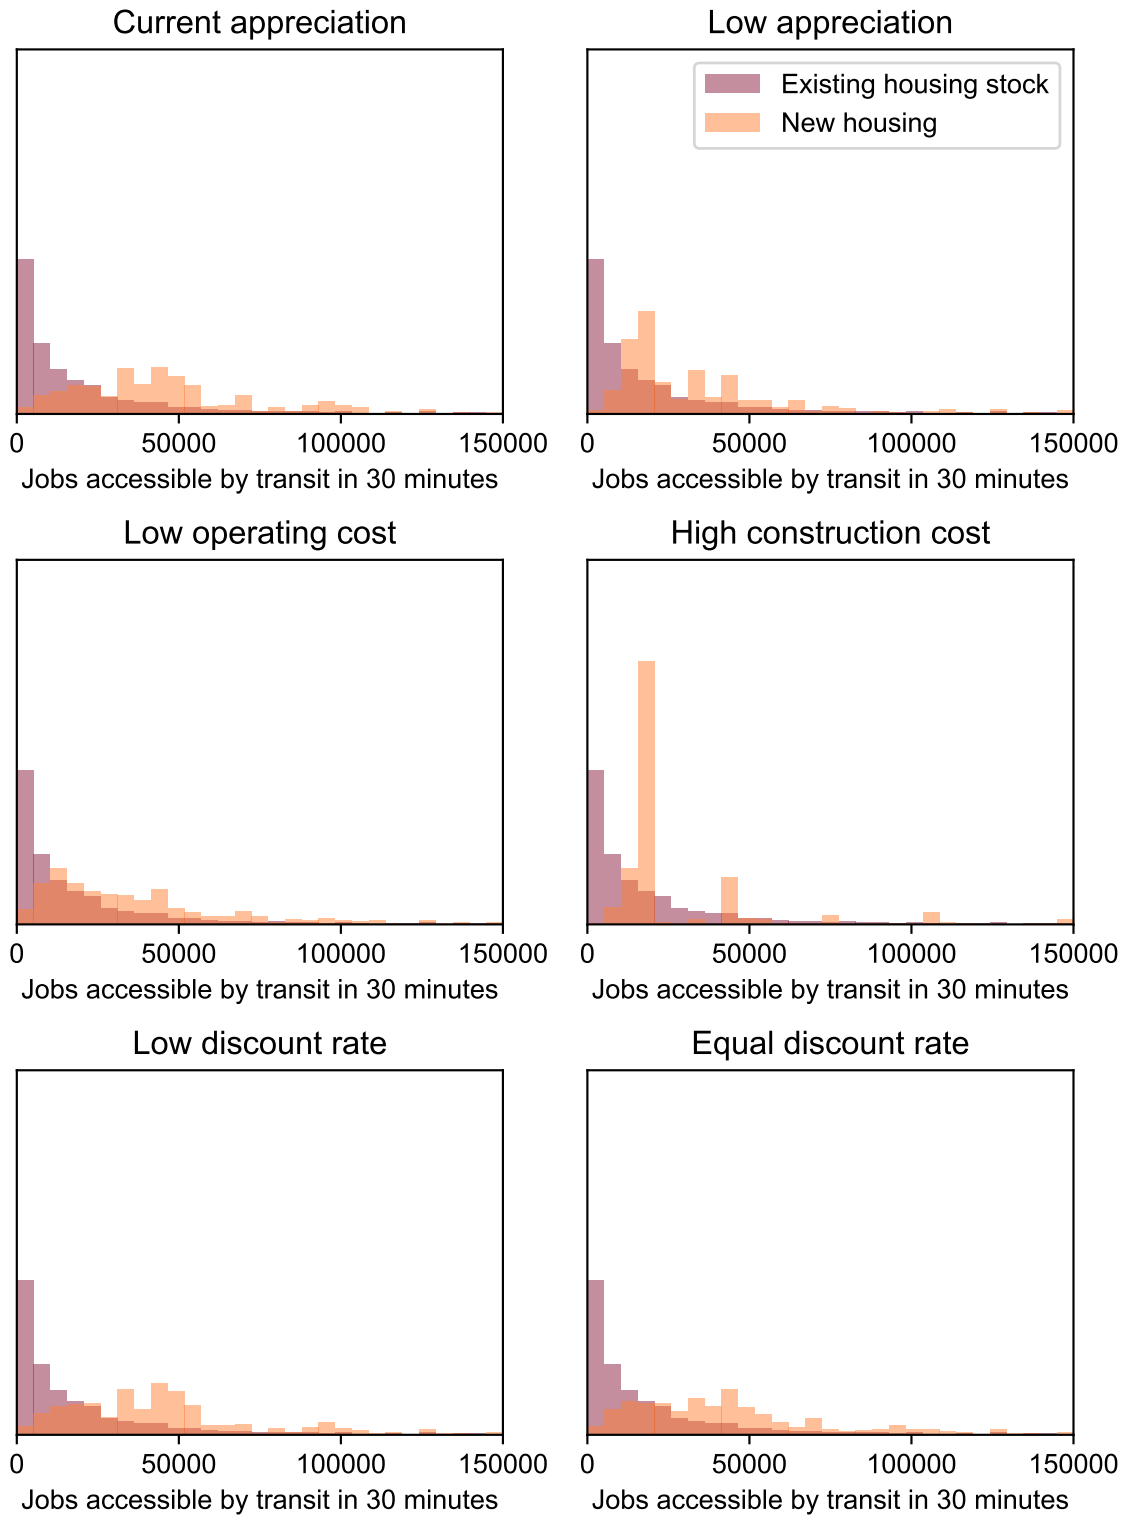 Current appreciation
Low appreciation
Existing housing stock
New housing
0 50000 100000 150000
Jobs accessible by transit in 30 minutes
0 50000 100000 150000
Jobs accessible by transit in 30 minutes
Low operating cost
High construction cost
0 50000 100000 150000
Jobs accessible by transit in 30 minutes
0 50000 100000 150000
Jobs accessible by transit in 30 minutes
Low discount rate
Equal discount rate
0 50000 100000 150000
Jobs accessible by transit in 30 minutes
0 50000 100000 150000
Jobs accessible by transit in 30 minutes